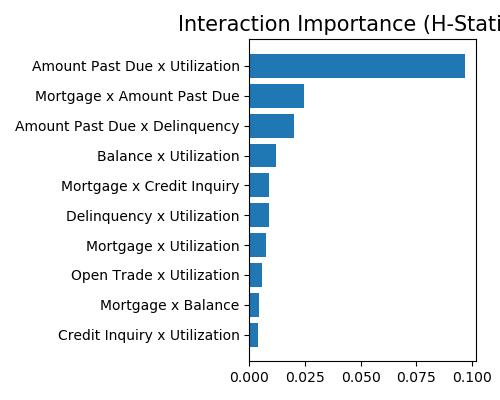 Interaction Importance (H-Stati
Amount Past Due x Utilization
Mortgage x Amount Past Due
Amount Past Due x Delinquency
Balance x Utilization
Mortgage x Credit Inquiry
Delinquency x Utilization
Mortgage x Utilization
Open Trade x Utilization
Mortgage x Balance
Credit Inquiry x Utilization
0.000 0.025 0.050 0.075 0.100